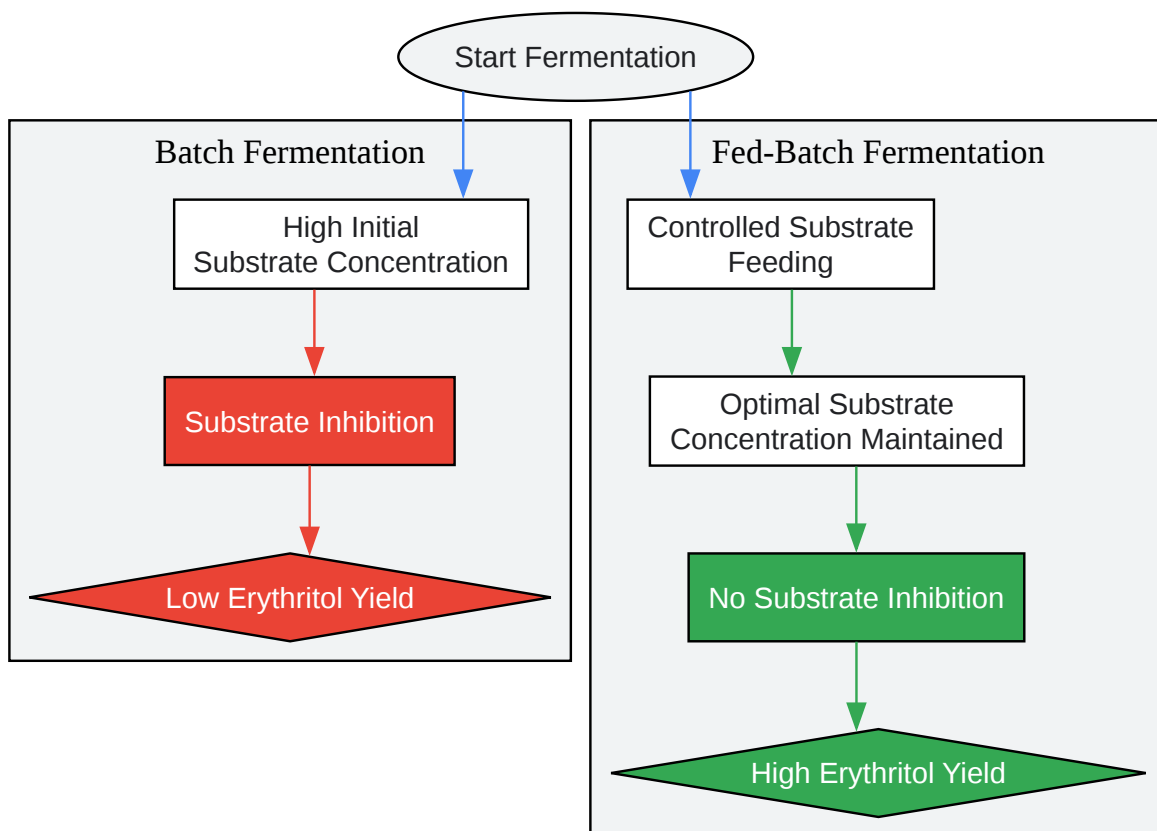 Start Fermentation
Batch Fermentation
High Initial
Substrate Concentration
Substrate Inhibition
Low Erythritol Yield
Fed-Batch Fermentation
Controlled Substrate
Feeding
Optimal Substrate
Concentration Maintained
No Substrate Inhibition
High Erythritol Yield